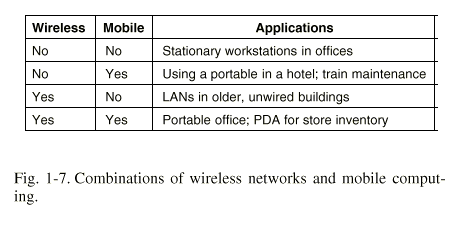 Wireless Mobile Applications
No No Stationary workstations in offices
No Yes Using a portable in a hotel; train maintenance
Yes No LANs in older, unwired buildings
Yes Yes Portable office; PDA for store inventory
Fig. 1-7. Combinations of wireless networks and mobile comput-
ing.